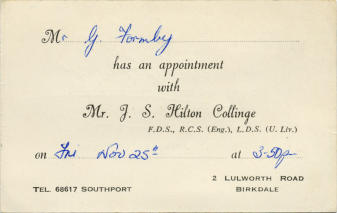 Mr G. Formby
has an appointment
with
Mr. J. S. Hilton Collinge
F.D.S., R.C.S. (Eng.), L.D.S. (U. Liv.)
on Fri Nov 25th at 3-50p
2 LULWORTH ROAD
TEL. 68617 SOUTHPORT BIRKDALE